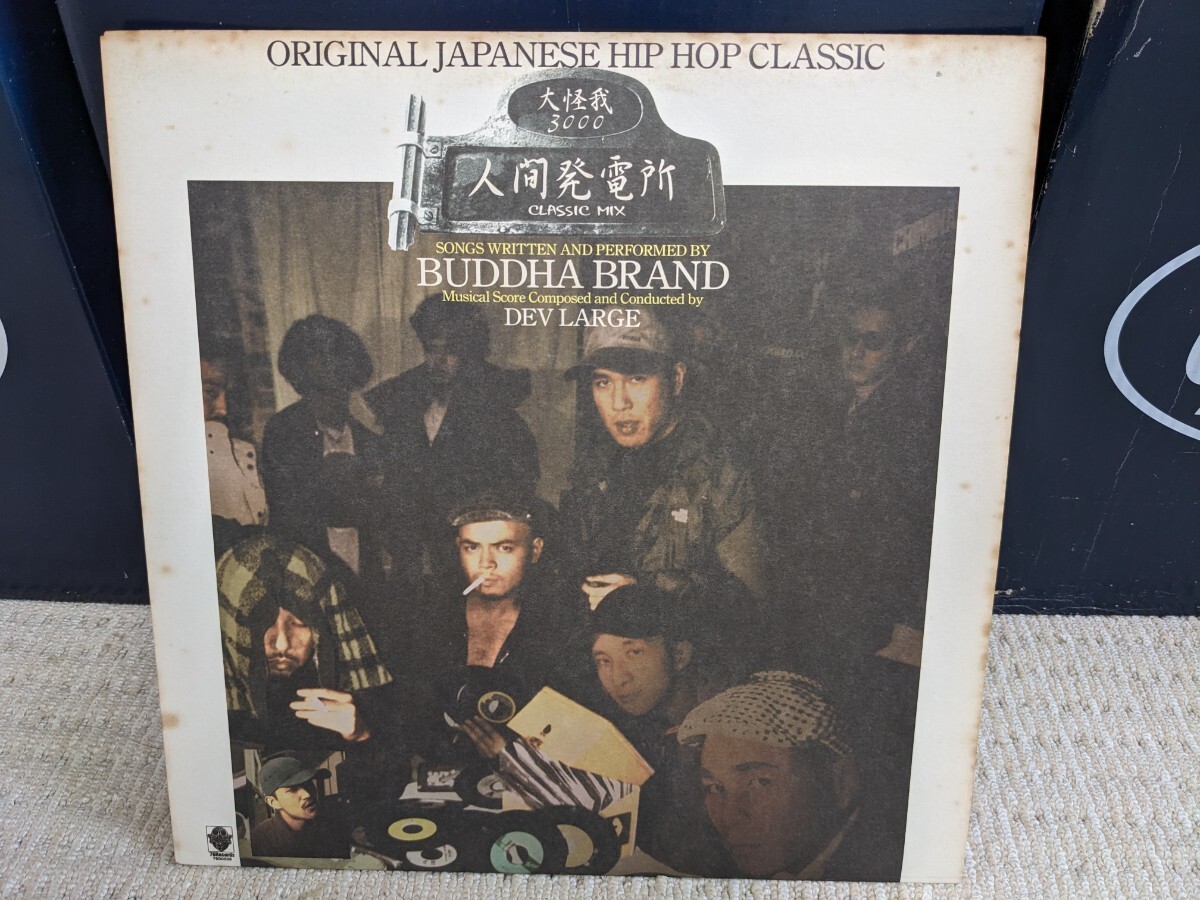 ORIGINAL JAPANESE HIP HOP CLASSIC
大怪我
3000
人間発電所
CLASSIC MIX
SONGS WRITTEN AND PERFORMED BY
BUDDHA BRAND
Musical Score Composed and Conducted by
DEV LARGE